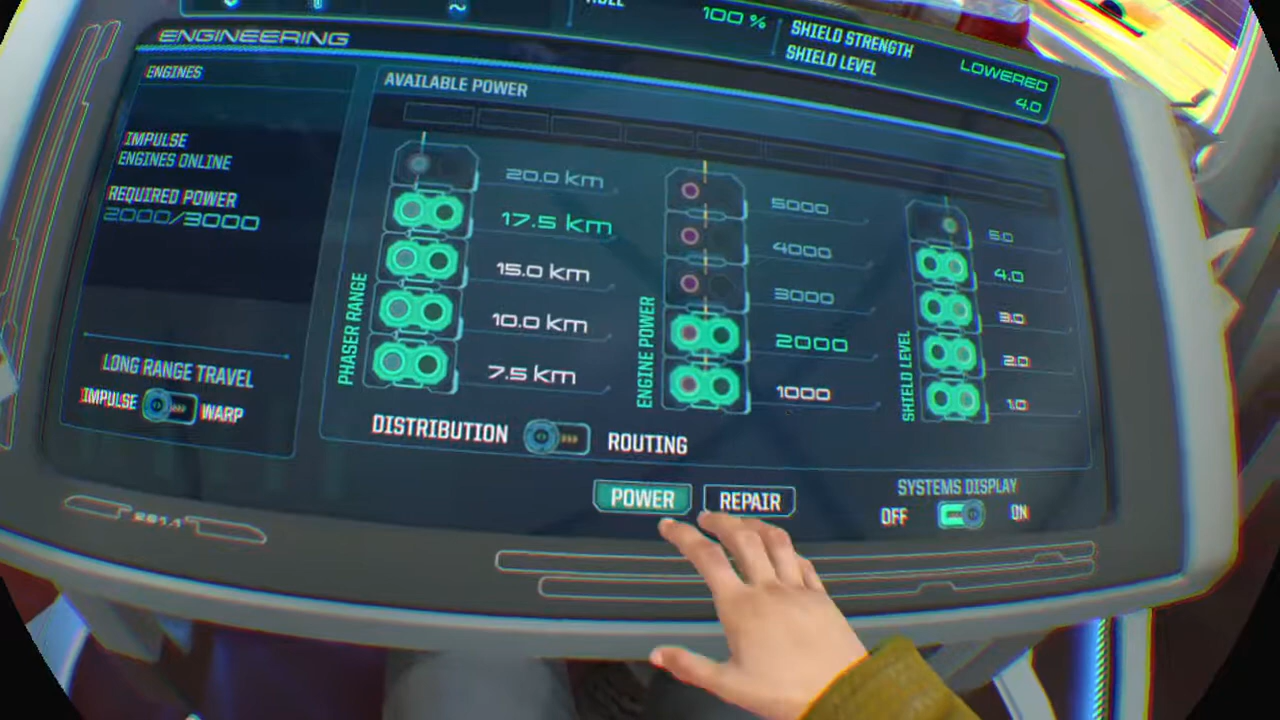 100 %
SHIELD STRENGTH
LOWERED
SHIELD LEVEL
4.0
ENGINEERING
ENGINES
IMPULSE
ENGINES ONLINE
REQUIRED POWER
2000/3000
LONG RANGE TRAVEL
IMPULSE
WARP
AVAILABLE POWER
PHASER RANGE
20.0 km
17.5 km
15.0 km
10.0 km
7.5 km
ENGINE POWER
5000
4000
3000
2000
1000
SHIELD LEVEL
5.0
4.0
3.0
2.0
1.0
DISTRIBUTION
ROUTING
POWER
REPAIR
SYSTEMS DISPLAY
OFF
ON